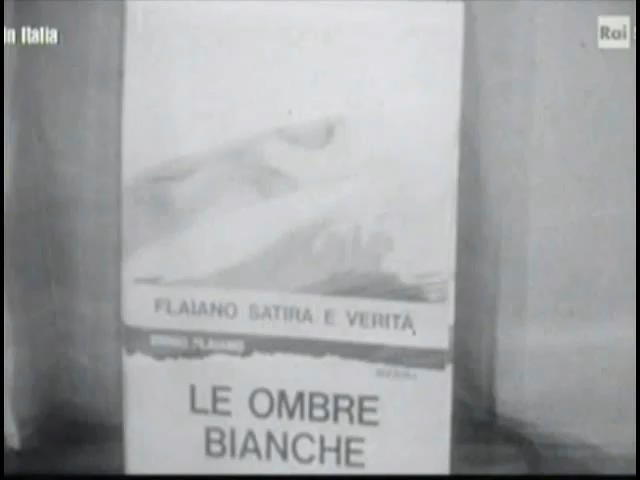 in Italia
Rai
FLAIANO SATIRA E VERITÀ
ENNIO FLAIANO
LE OMBRE
BIANCHE